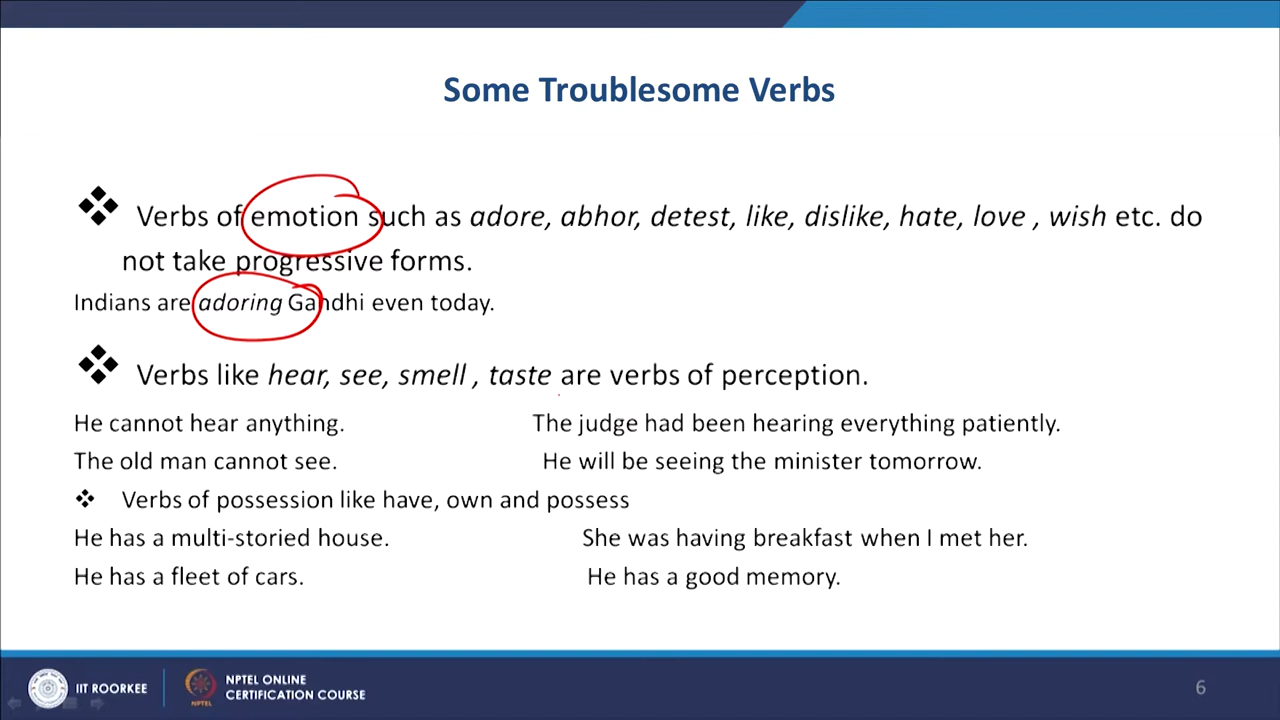 Some Troublesome Verbs
❖ Verbs of emotion such as adore, abhor, detest, like, dislike, hate, love , wish etc. do
not take progressive forms.
Indians are adoring Gandhi even today.
❖ Verbs like hear, see, smell , taste are verbs of perception.
He cannot hear anything. The judge had been hearing everything patiently.
The old man cannot see. He will be seeing the minister tomorrow.
❖ Verbs of possession like have, own and possess
He has a multi-storied house. She was having breakfast when I met her.
He has a fleet of cars. He has a good memory.
IIT ROORKEE
NPTEL
NPTEL ONLINE
CERTIFICATION COURSE
6